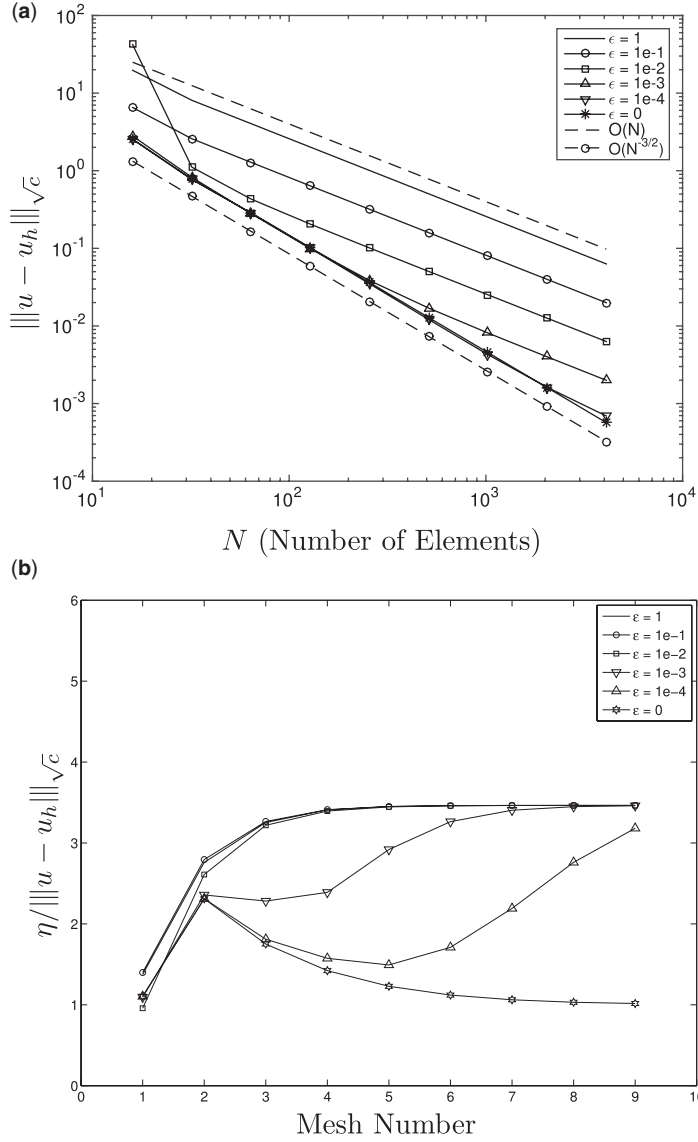 (a)
10^2
10^1
10^0
10^-1
10^-2
10^-3
10^-4
10^1
10^2
10^3
10^4
||||u − u_h||||_√c
N (Number of Elements)
ϵ = 1
ϵ = 1e-1
ϵ = 1e-2
ϵ = 1e-3
ϵ = 1e-4
ϵ = 0
O(N)
O(N^-3/2)
(b)
6
5
4
3
2
1
0
0
1
2
3
4
5
6
7
8
9
10
η/||||u − u_h||||_√c
Mesh Number
ε = 1
ε = 1e−1
ε = 1e−2
ε = 1e−3
ε = 1e−4
ε = 0